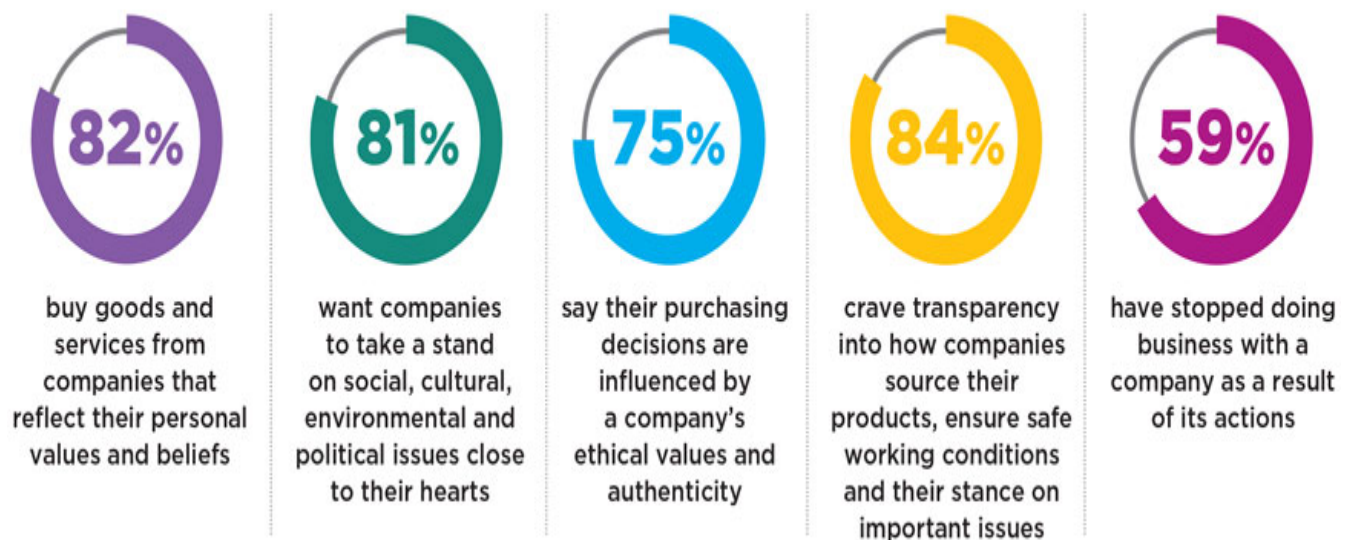 82%
buy goods and
services from
companies that
reflect their personal
values and beliefs
81%
want companies
to take a stand
on social, cultural,
environmental and
political issues close
to their hearts
75%
say their purchasing
decisions are
influenced by
a company’s
ethical values and
authenticity
84%
crave transparency
into how companies
source their
products, ensure safe
working conditions
and their stance on
important issues
59%
have stopped doing
business with a
company as a result
of its actions